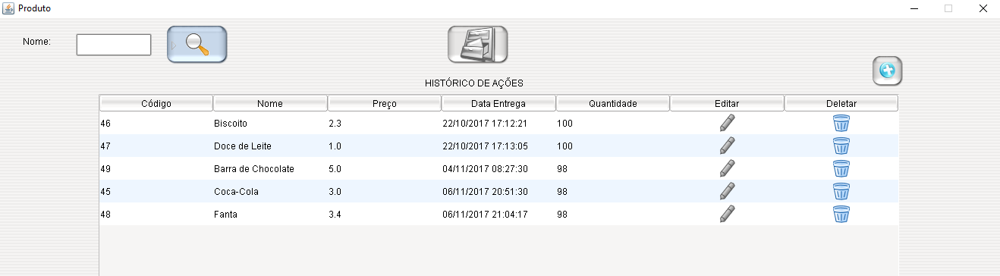 Produto
Nome:
HISTÓRICO DE AÇÕES
Código Nome Preço Data Entrega Quantidade Editar Deletar
46 Biscoito 2.3 22/10/2017 17:12:21 100
47 Doce de Leite 1.0 22/10/2017 17:13:05 100
49 Barra de Chocolate 5.0 04/11/2017 08:27:30 98
45 Coca-Cola 3.0 06/11/2017 20:51:30 98
48 Fanta 3.4 06/11/2017 21:04:17 98